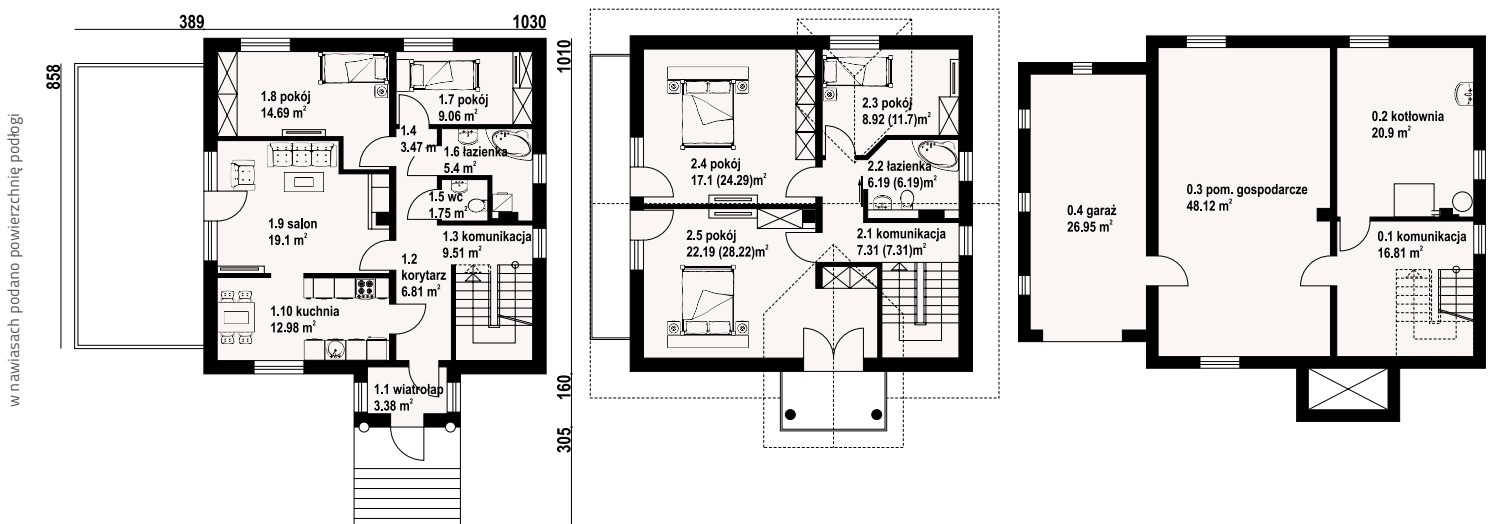 389
1030
858
1010
160
305
w nawiasach podano powierzchnię podłogi
1.8 pokój
14.69 m²
1.7 pokój
9.06 m²
1.4
3.47 m²
1.6 łazienka
5.4 m²
1.5 wc
1.75 m²
1.9 salon
19.1 m²
1.3 komunikacja
9.51 m²
1.2
korytarz
6.81 m²
1.10 kuchnia
12.98 m²
1.1 wiatrołap
3.38 m²
2.3 pokój
8.92 (11.7)m²
2.4 pokój
17.1 (24.29)m²
2.2 łazienka
6.19 (6.19)m²
2.5 pokój
22.19 (28.22)m²
2.1 komunikacja
7.31 (7.31)m²
0.2 kotłownia
20.9 m²
0.3 pom. gospodarcze
48.12 m²
0.4 garaż
26.95 m²
0.1 komunikacja
16.81 m²